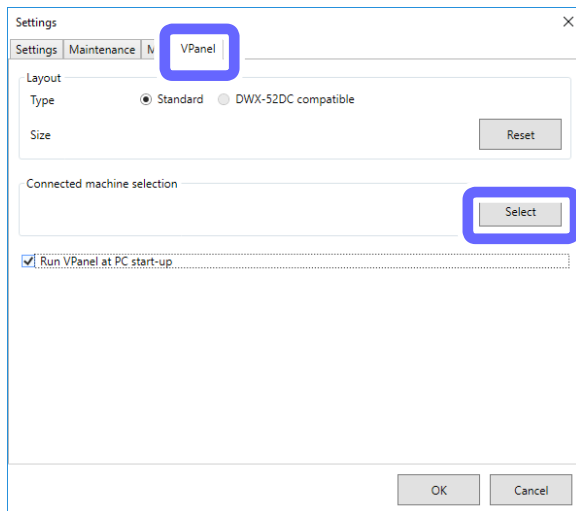 Settings
Settings Maintenance M VPanel
Layout
Type Standard DWX-52DC compatible
Size Reset
Connected machine selection
Select
Run VPanel at PC start-up
OK Cancel